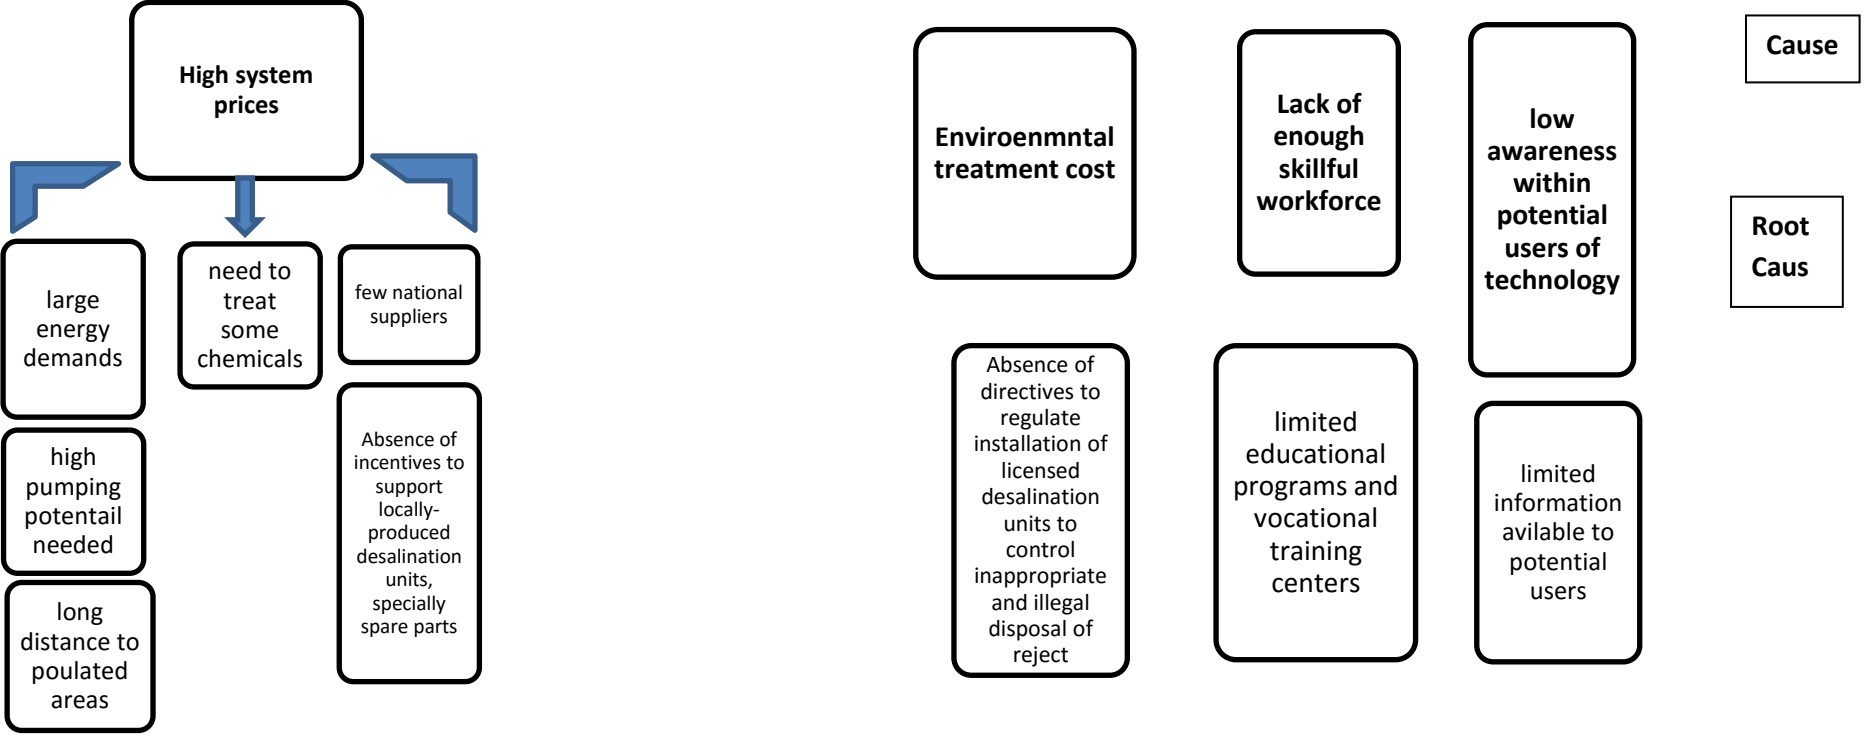 High system
prices
large
energy
demands
high
pumping
potentail
needed
long
distance to
poulated
areas
need to
treat
some
chemicals
few national
suppliers
Absence of
incentives to
support
locally-
produced
desalination
units,
specially
spare parts
Enviroenmntal
treatment cost
Absence of
directives to
regulate
installation of
licensed
desalination
units to
control
inappropriate
and illegal
disposal of
reject
Lack of
enough
skillful
workforce
limited
educational
programs and
vocational
training
centers
low
awareness
within
potential
users of
technology
limited
information
avilable to
potential
users
Cause
Root
Caus